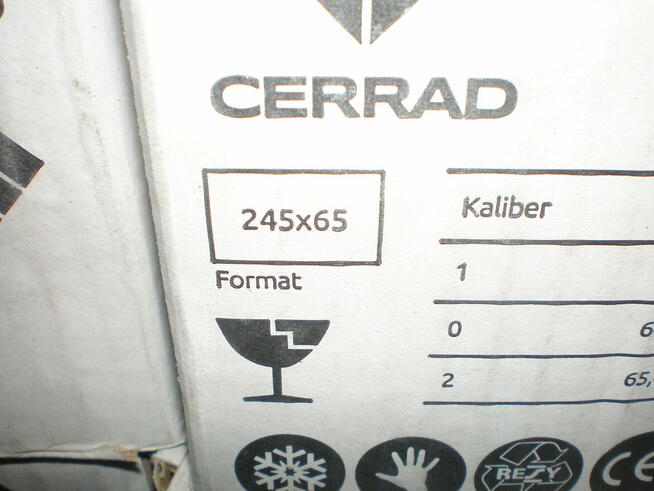 CERRAD
245x65
Format
Kaliber
1
0 6
2 65,
REZY
CE